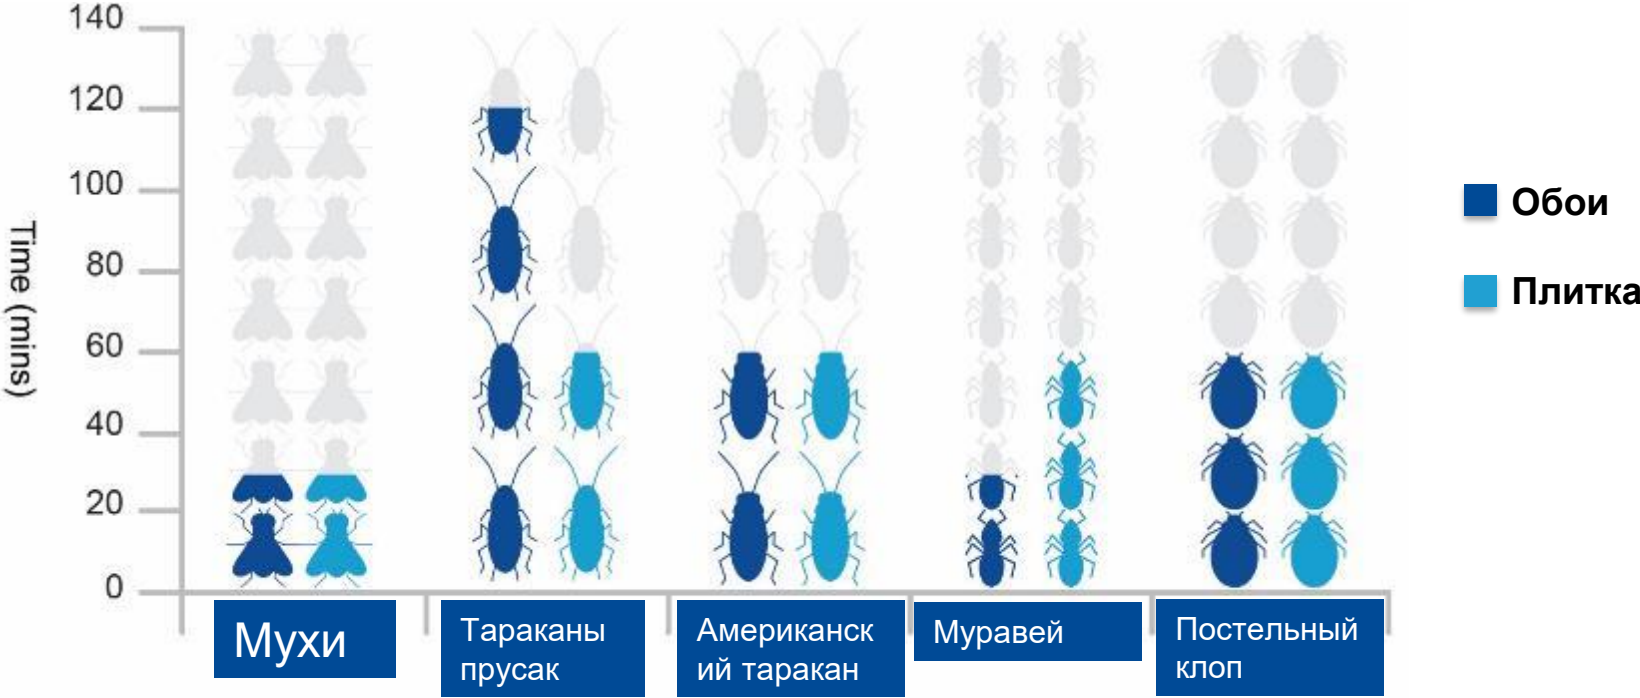 140
120
100
80
60
40
20
0
Time (mins)
Обои
Плитка
Мухи
Тараканы
прусак
Американск
ий таракан
Муравей
Постельный
клоп